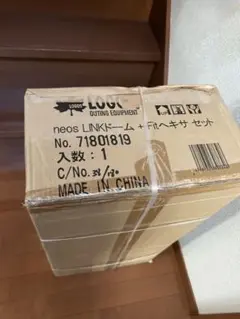 LOGOS
OUTING EQUIPMENT
neos LINKドーム + Fitヘキサ セット
No. 71801819
入数 : 1
C/No.
MADE IN CHINA